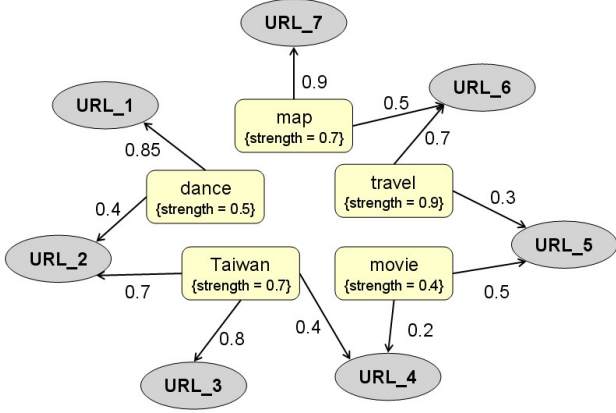 URL_7
URL_1
0.9
0.5
URL_6
map
{strength = 0.7}
0.85
0.7
dance
{strength = 0.5}
travel
{strength = 0.9}
0.3
0.4
URL_2
Taiwan
{strength = 0.7}
movie
{strength = 0.4}
URL_5
0.7
0.5
0.8
0.4
0.2
URL_3
URL_4